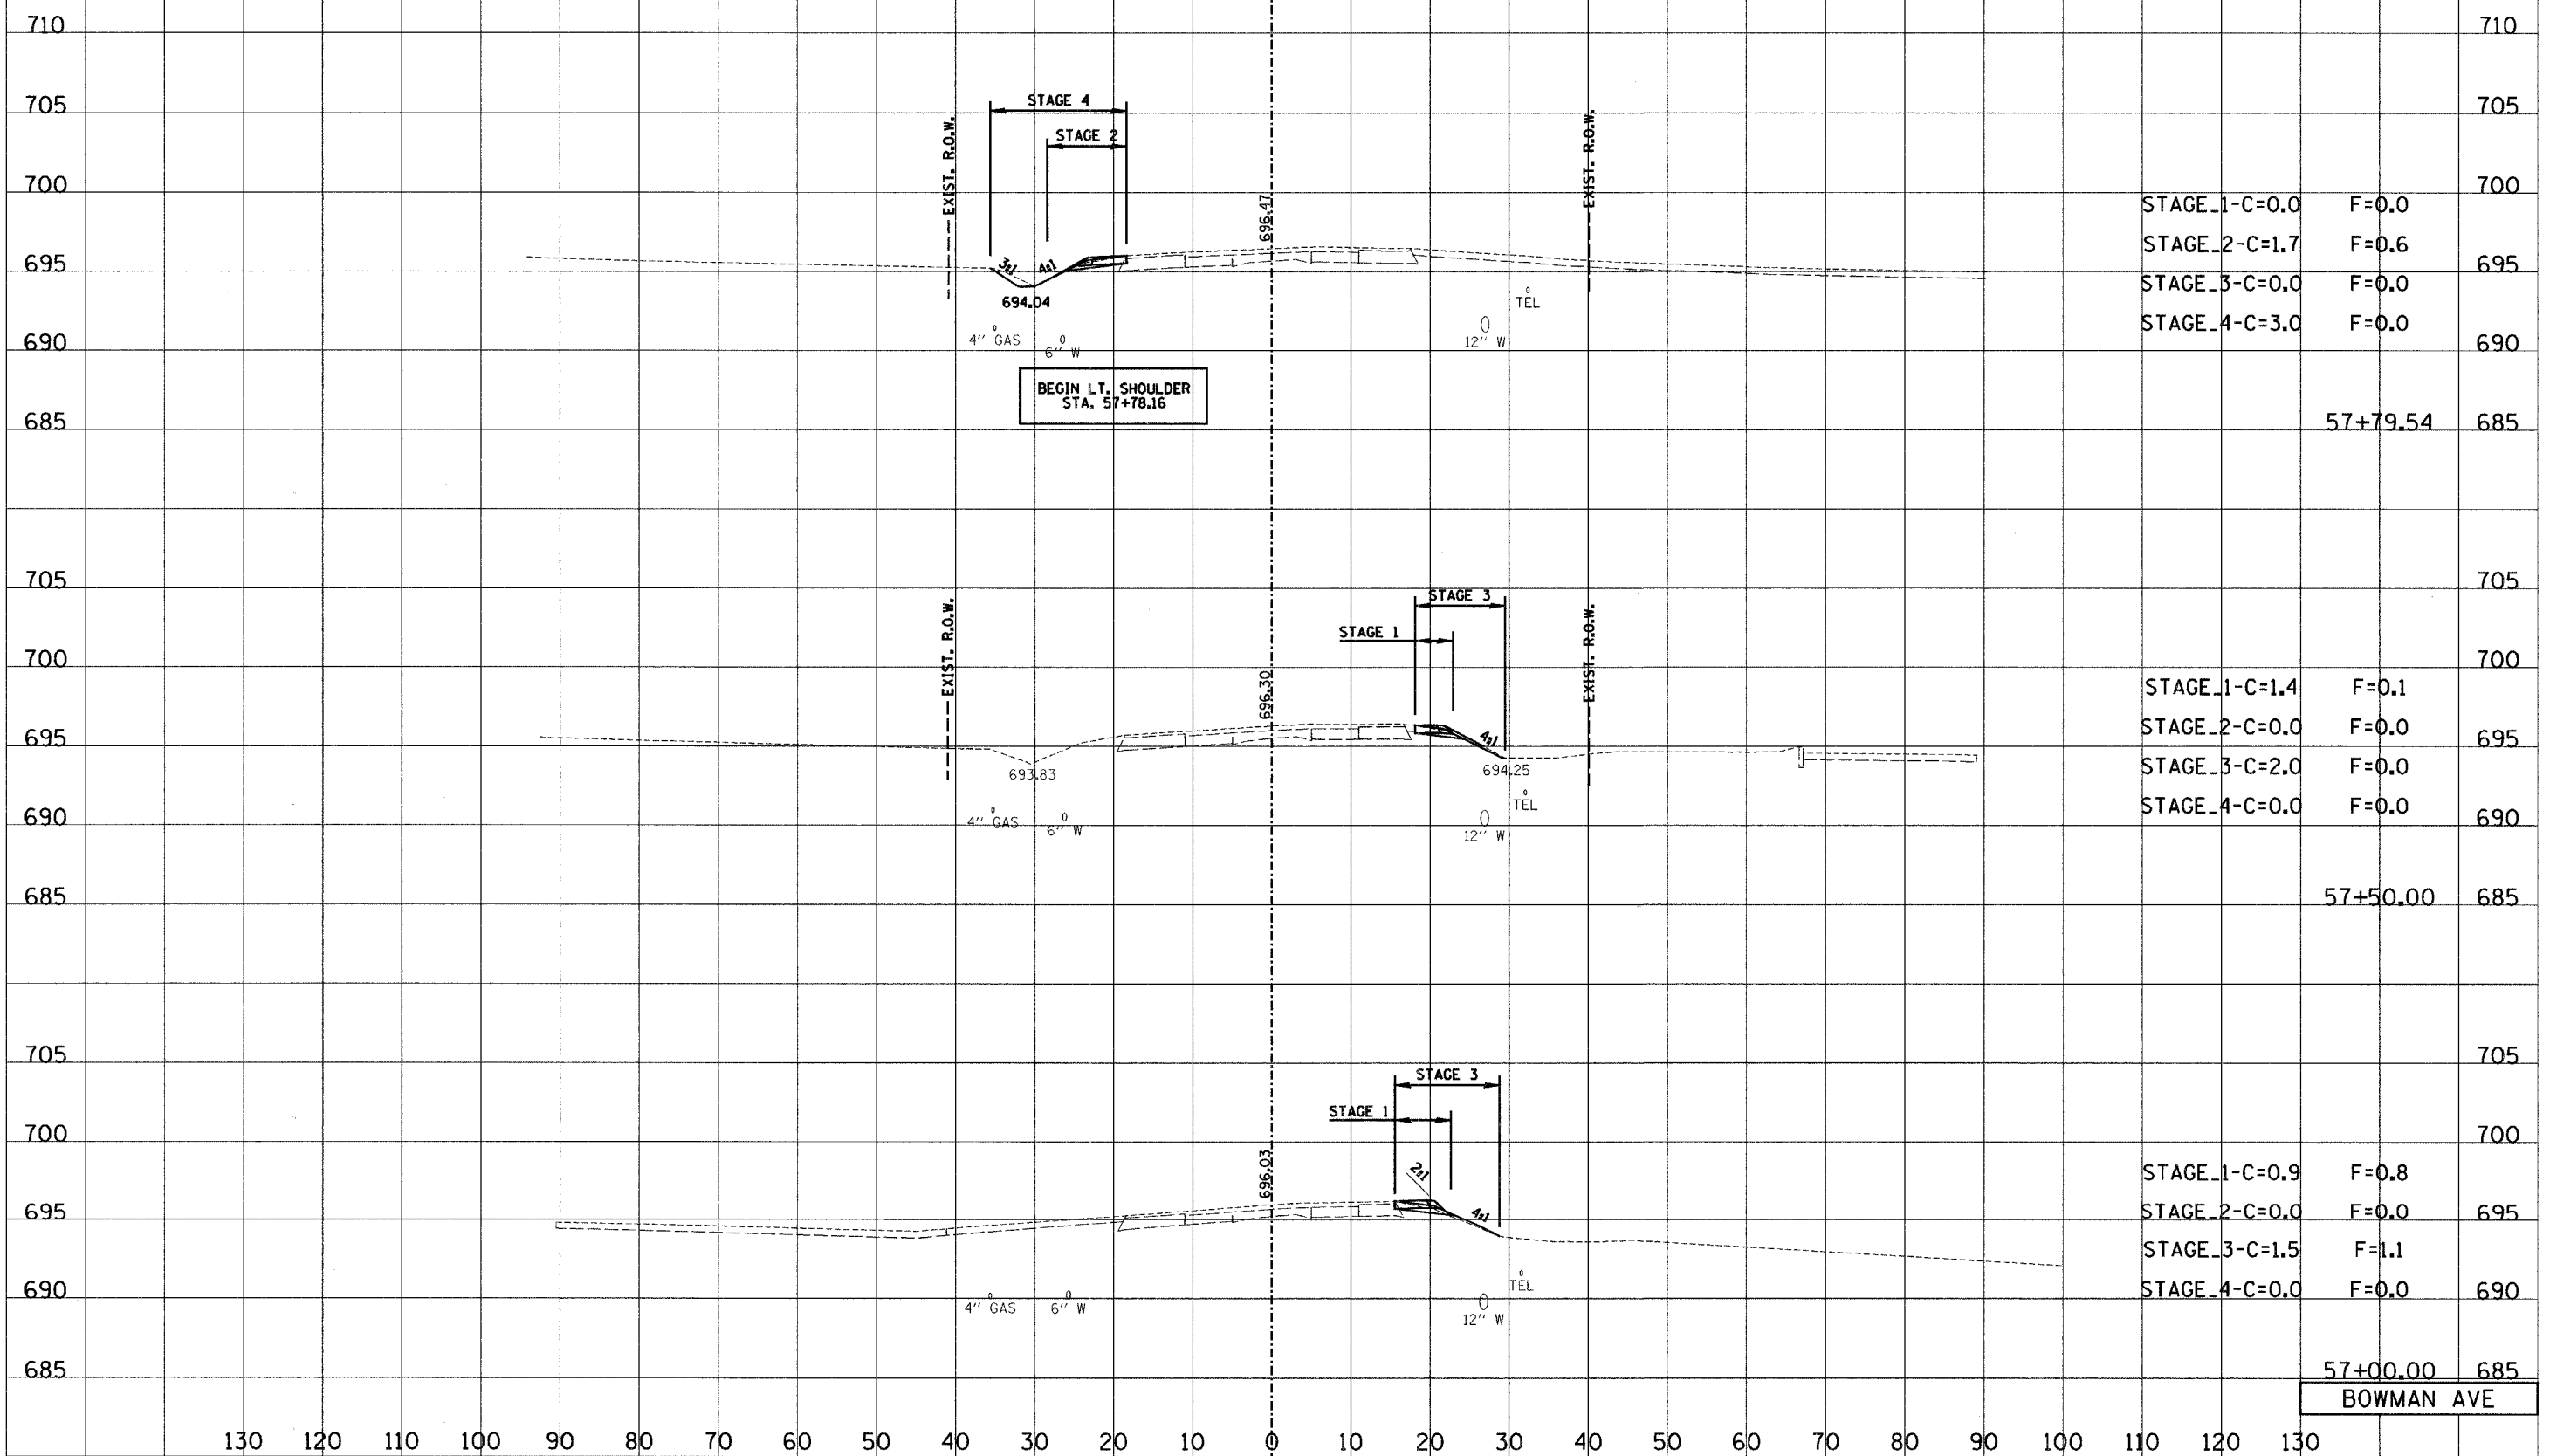 710 710
705 STAGE 4 705
STAGE 2
EXIST. R.O.W. EXIST. R.O.W.
700 700
696.47
STAGE_1-C=0.0 F=0.0
STAGE_2-C=1.7 F=0.6
695 3:1 4:1 695
STAGE_3-C=0.0 F=0.0
694.04 TEL
STAGE_4-C=3.0 F=0.0
4" GAS 6" W 12" W
690 690
BEGIN LT. SHOULDER
STA. 57+78.16
685 57+79.54 685
705 705
STAGE 3
EXIST. R.O.W. EXIST. R.O.W.
STAGE 1
700 700
696.30
STAGE_1-C=1.4 F=0.1
STAGE_2-C=0.0 F=0.0
695 4:1 695
STAGE_3-C=2.0 F=0.0
693.83 694.25
TEL
STAGE_4-C=0.0 F=0.0
4" GAS 6" W 12" W
690 690
685 57+50.00 685
705 705
STAGE 3
STAGE 1
700 700
696.03
2:1
STAGE_1-C=0.9 F=0.8
695 4:1 STAGE_2-C=0.0 F=0.0 695
STAGE_3-C=1.5 F=1.1
TEL
690 STAGE_4-C=0.0 F=0.0 690
4" GAS 6" W 12" W
685 57+00.00 685
BOWMAN AVE
130 120 110 100 90 80 70 60 50 40 30 20 10 0 10 20 30 40 50 60 70 80 90 100 110 120 130